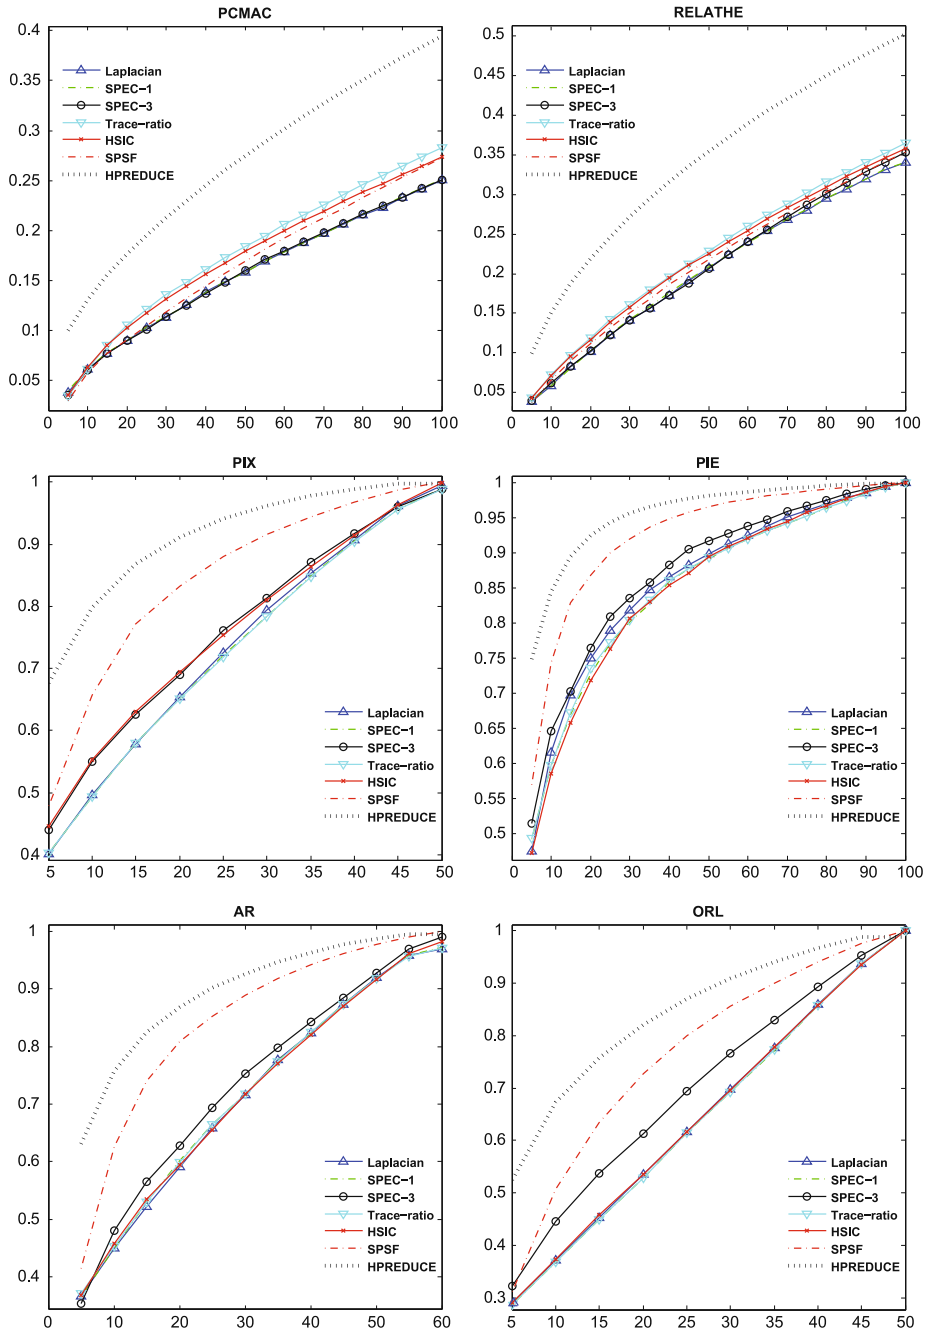 PCMAC
0.4
0.35
0.3
0.25
0.2
0.15
0.1
0.05
0 10 20 30 40 50 60 70 80 90 100
Laplacian
SPEC−1
SPEC−3
Trace−ratio
HSIC
SPSF
HPREDUCE
RELATHE
0.5
0.45
0.4
0.35
0.3
0.25
0.2
0.15
0.1
0.05
0 10 20 30 40 50 60 70 80 90 100
Laplacian
SPEC−1
SPEC−3
Trace−ratio
HSIC
SPSF
HPREDUCE
PIX
1
0.9
0.8
0.7
0.6
0.5
0.4
5 10 15 20 25 30 35 40 45 50
Laplacian
SPEC−1
SPEC−3
Trace−ratio
HSIC
SPSF
HPREDUCE
PIE
1
0.95
0.9
0.85
0.8
0.75
0.7
0.65
0.6
0.55
0.5
0 10 20 30 40 50 60 70 80 90 100
Laplacian
SPEC−1
SPEC−3
Trace−ratio
HSIC
SPSF
HPREDUCE
AR
1
0.9
0.8
0.7
0.6
0.5
0.4
0 10 20 30 40 50 60
Laplacian
SPEC−1
SPEC−3
Trace−ratio
HSIC
SPSF
HPREDUCE
ORL
1
0.9
0.8
0.7
0.6
0.5
0.4
0.3
5 10 15 20 25 30 35 40 45 50
Laplacian
SPEC−1
SPEC−3
Trace−ratio
HSIC
SPSF
HPREDUCE